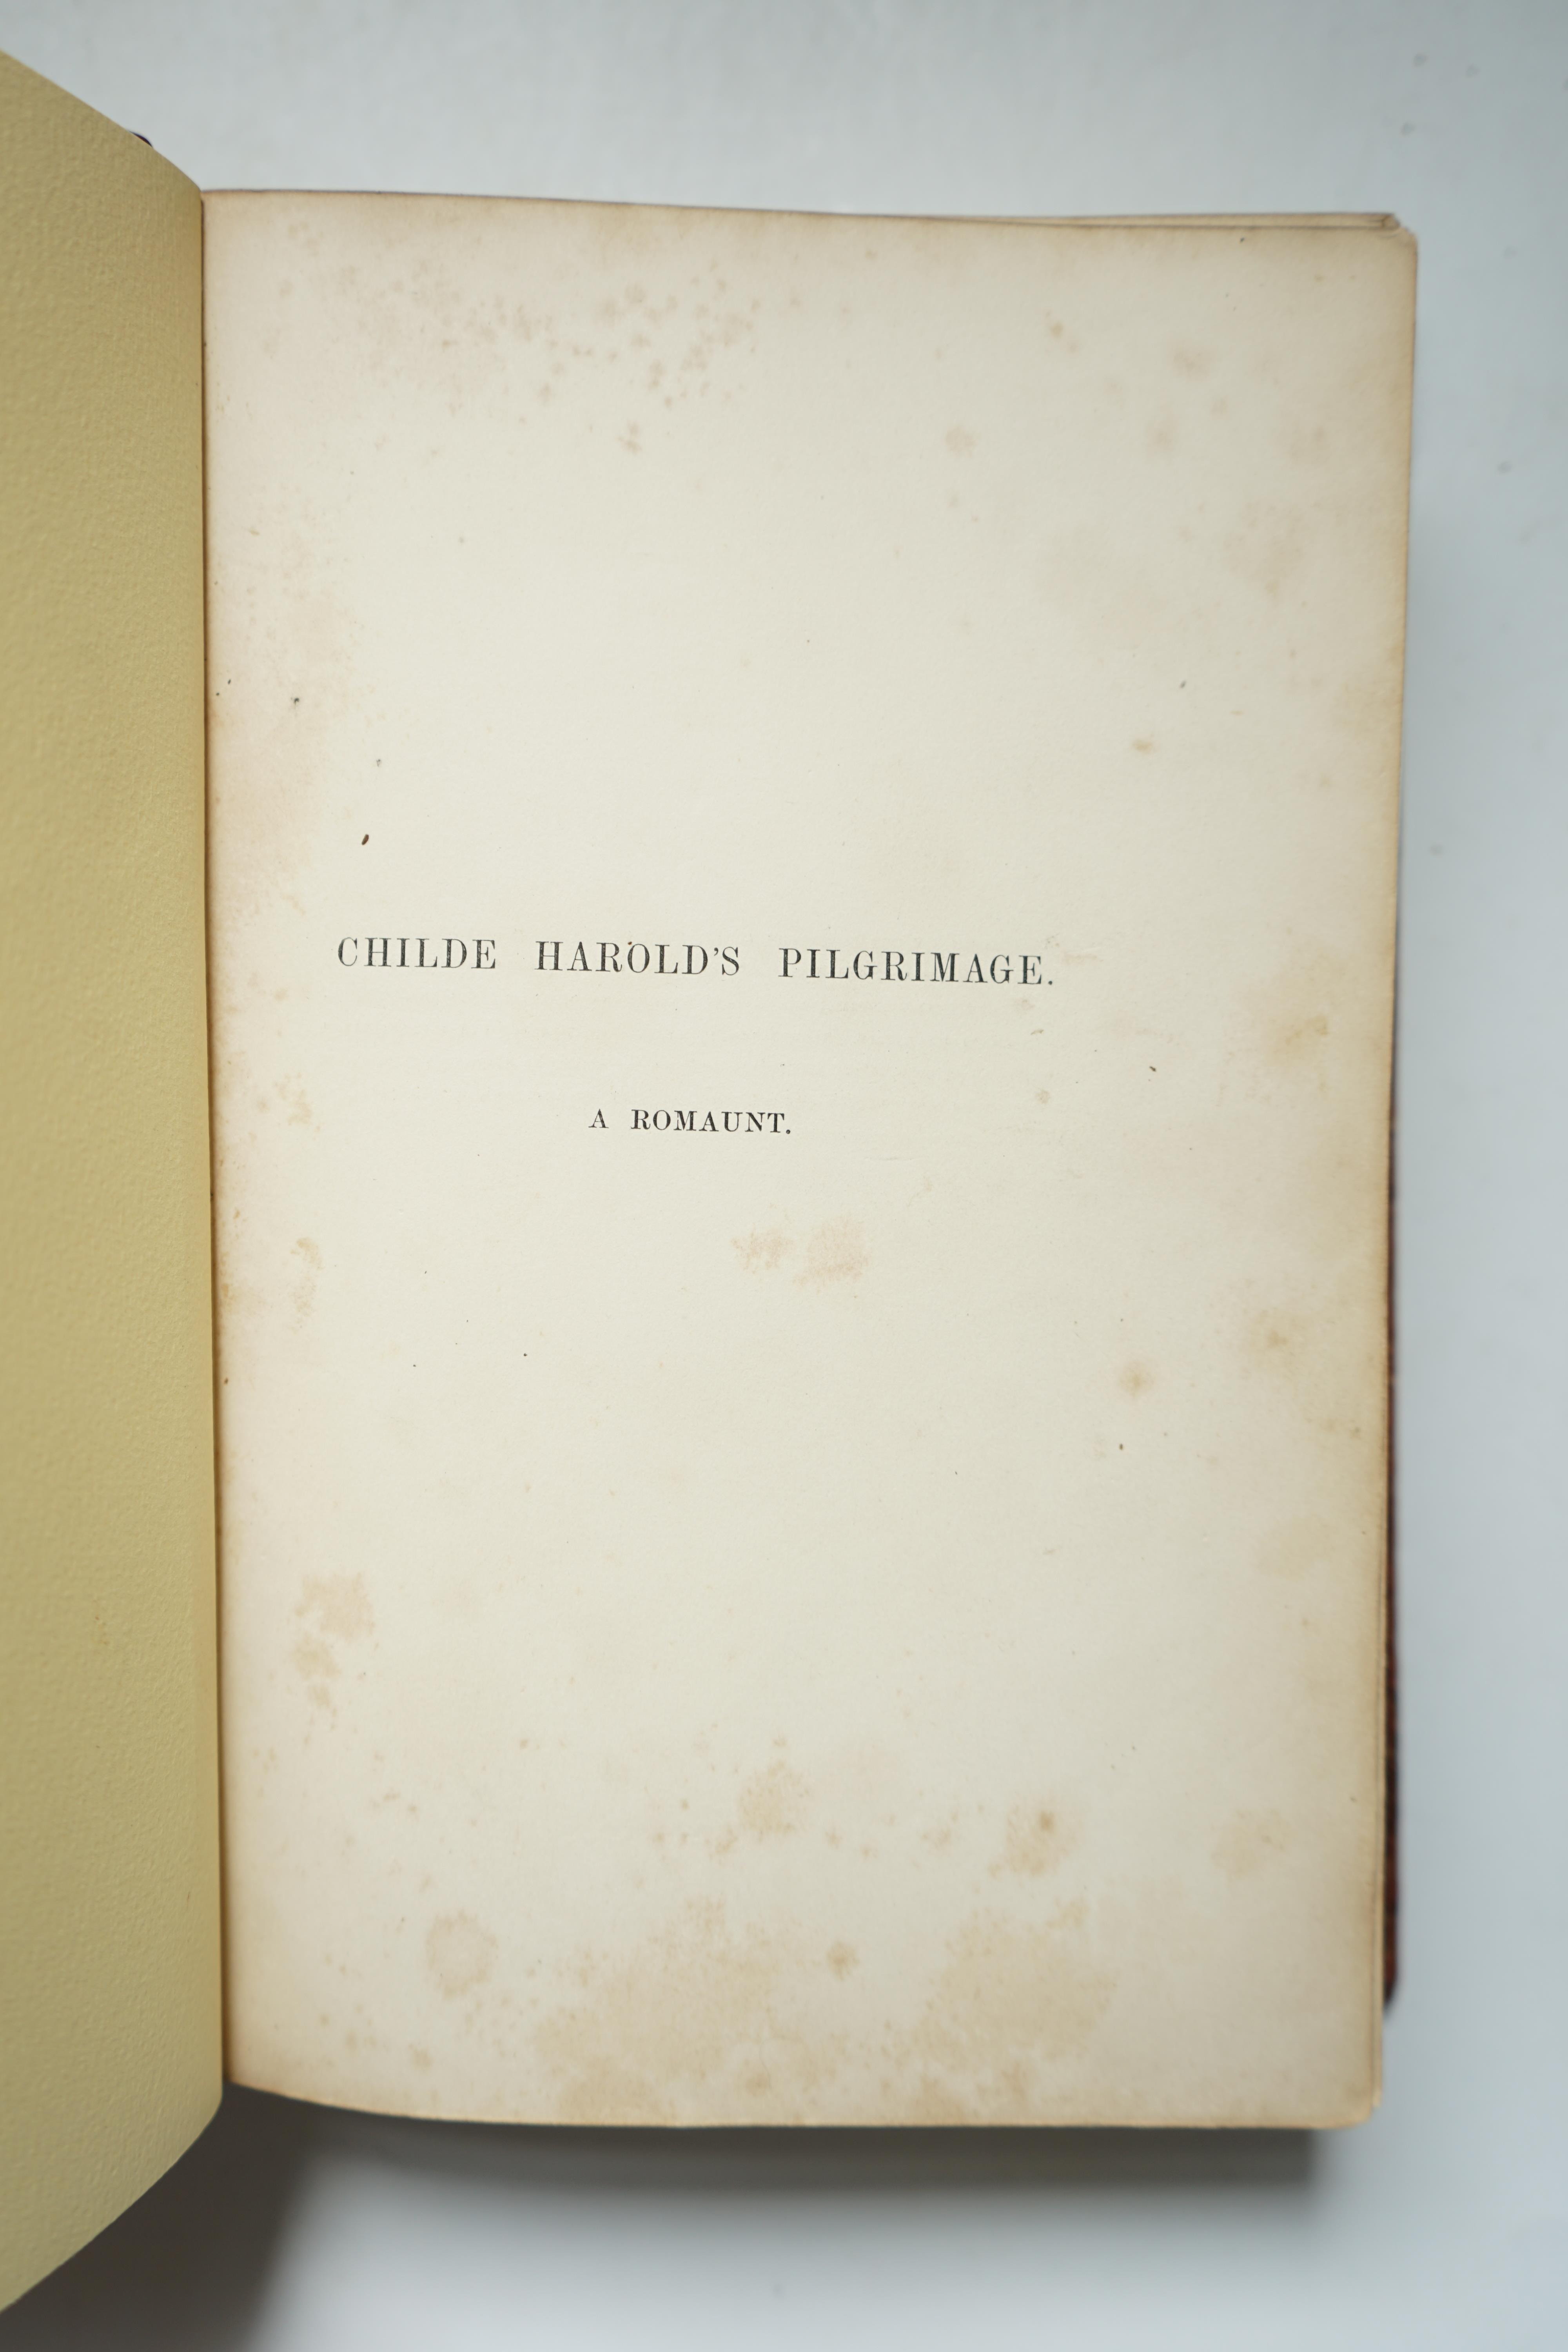 CHILDE HAROLD'S PILGRIMAGE.
A ROMAUNT.